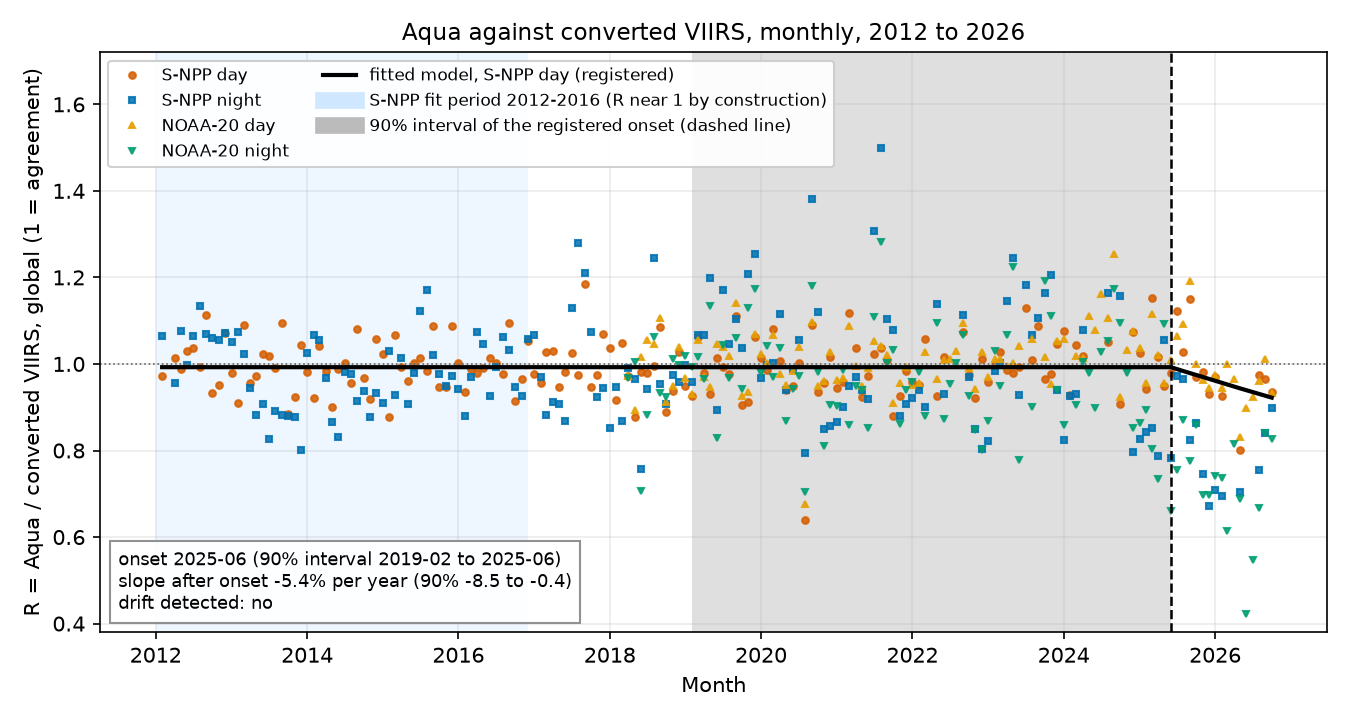 Aqua against converted VIIRS, monthly, 2012 to 2026
S-NPP day
S-NPP night
NOAA-20 day
NOAA-20 night
fitted model, S-NPP day (registered)
S-NPP fit period 2012-2016 (R near 1 by construction)
90% interval of the registered onset (dashed line)
R = Aqua / converted VIIRS, global (1 = agreement)
1.6
1.4
1.2
1.0
0.8
0.6
0.4
onset 2025-06 (90% interval 2019-02 to 2025-06)
slope after onset -5.4% per year (90% -8.5 to -0.4)
drift detected: no
2012 2014 2016 2018 2020 2022 2024 2026
Month